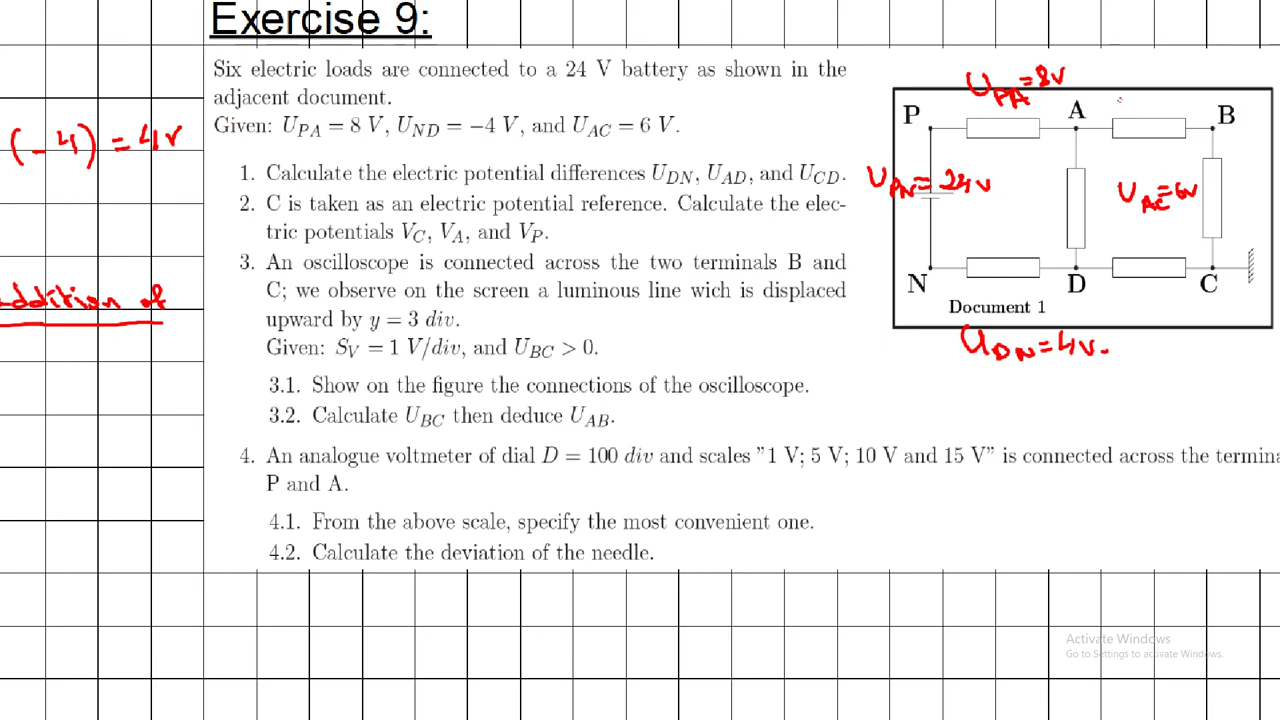 Exercise 9:
Six electric loads are connected to a 24 V battery as shown in the
adjacent document.
Given: U_PA = 8 V, U_ND = −4 V, and U_AC = 6 V.
1. Calculate the electric potential differences U_DN, U_AD, and U_CD.
2. C is taken as an electric potential reference. Calculate the elec-
tric potentials V_C, V_A, and V_P.
3. An oscilloscope is connected across the two terminals B and
C; we observe on the screen a luminous line wich is displaced
upward by y = 3 div.
Given: S_V = 1 V/div, and U_BC > 0.
3.1. Show on the figure the connections of the oscilloscope.
3.2. Calculate U_BC then deduce U_AB.
4. An analogue voltmeter of dial D = 100 div and scales "1 V; 5 V; 10 V and 15 V" is connected across the termina
P and A.
4.1. From the above scale, specify the most convenient one.
4.2. Calculate the deviation of the needle.
(-4) = 4V
addition of
U_PA = 8V
P A B
U_PN = 24V
U_AC = 6V
N D C
Document 1
U_DN = 4V.
Activate Windows
Go to Settings to activate Windows.